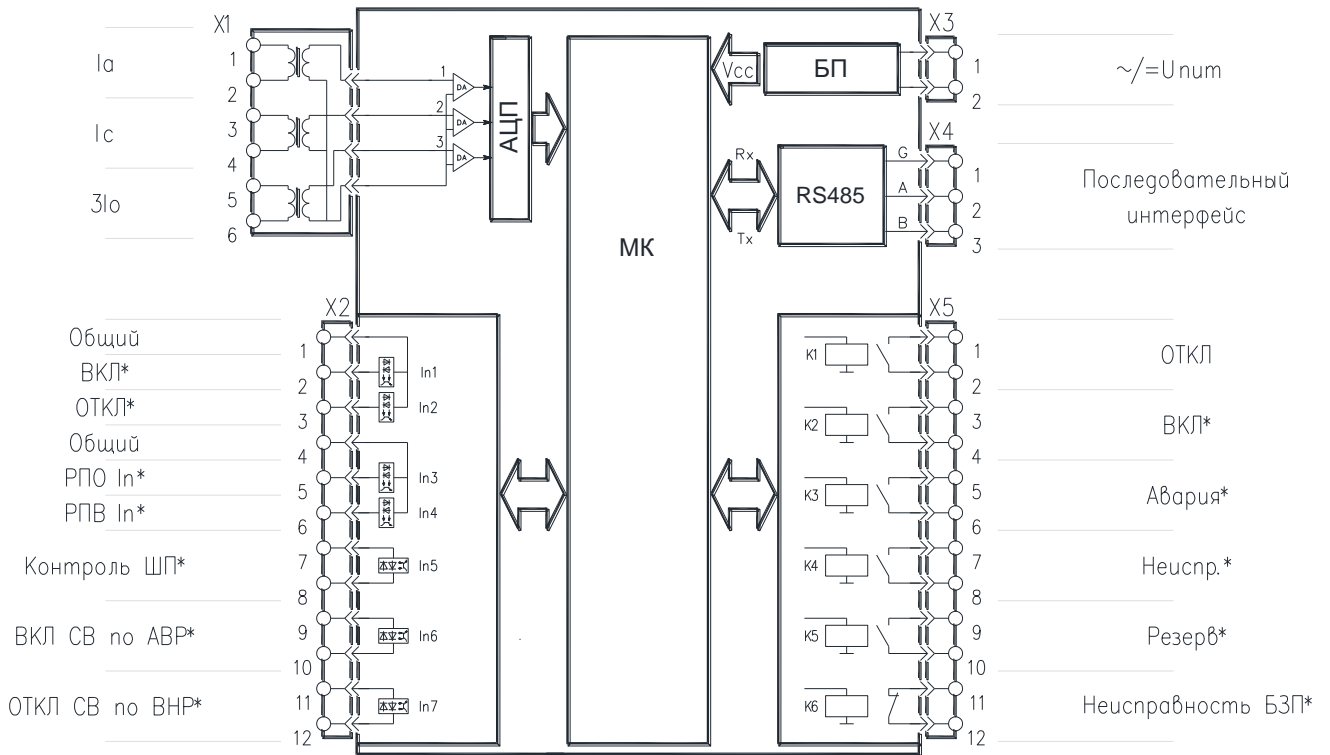 X1
1
Ia
2
3
Ic
4
5
3Io
6
1
DA
2
DA
3
DA
АЦП
МК
Vcc
БП
X3
1
2
~/=Uпит
X4
Rx
Tx
RS485
G
A
B
1
2
3
Последовательный
интерфейс
X2
Общий
1
ВКЛ*
2
In1
ОТКЛ*
3
In2
Общий
4
РПО In*
5
In3
РПВ In*
6
In4
Контроль ШП*
7
In5
8
ВКЛ СВ по АВР*
9
In6
10
ОТКЛ СВ по ВНР*
11
In7
12
X5
K1
1
ОТКЛ
2
K2
3
ВКЛ*
4
K3
5
Авария*
6
K4
7
Неиспр.*
8
K5
9
Резерв*
10
K6
11
Неисправность БЗП*
12